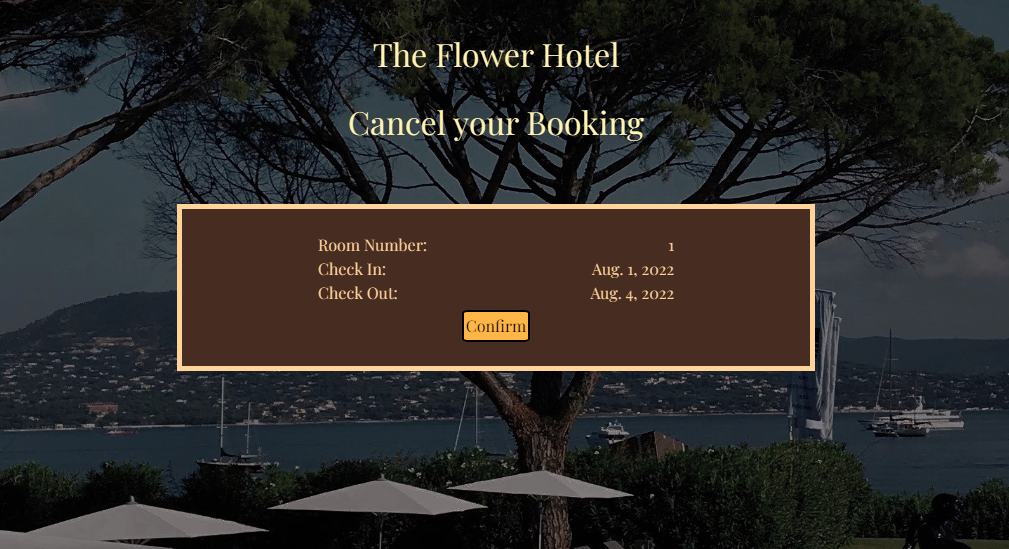 The Flower Hotel
Cancel your Booking
Room Number: 1
Check In: Aug. 1, 2022
Check Out: Aug. 4, 2022
Confirm